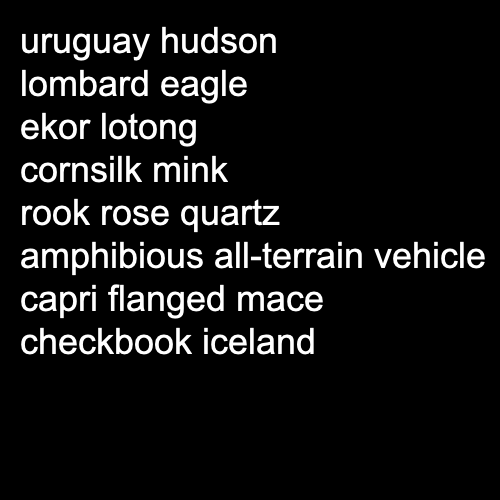 uruguay hudson
lombard eagle
ekor lotong
cornsilk mink
rook rose quartz
amphibious all-terrain vehicle
capri flanged mace
checkbook iceland